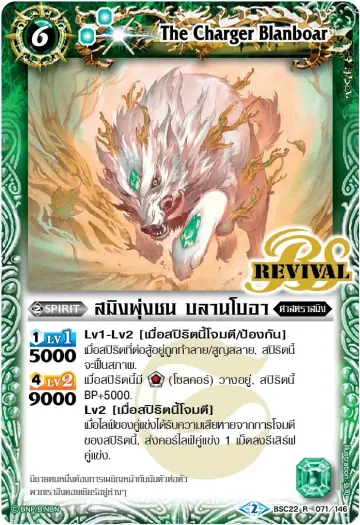 6
The Charger Blanboar
BS
REVIVAL
2 SPIRIT
สมิงพุ่งชน บลานโบอา
ศาสตราสมิง
1 LV1
5000
4 LV2
9000
Lv1-Lv2 [เมื่อสปิริตนี้โจมตี/ป้องกัน]
เมื่อสปิริตที่ต่อสู้อยู่ถูกทำลาย/สูญสลาย, สปิริตนี้
จะฟื้นสภาพ.
เมื่อสปิริตนี้มี (โซลคอร์) วางอยู่, สปิริตนี้
BP+5000.
Lv2 [เมื่อสปิริตนี้โจมตี]
เมื่อไลฟ์ของคู่แข่งได้รับความเสียหายจากการโจมตี
ของสปิริตนี้, ส่งคอร์ไลฟ์คู่แข่ง 1 เม็ดลงรีเสิร์ฟ
คู่แข่ง.
©BNP/B,NBN
2
BSC22 R 071/146